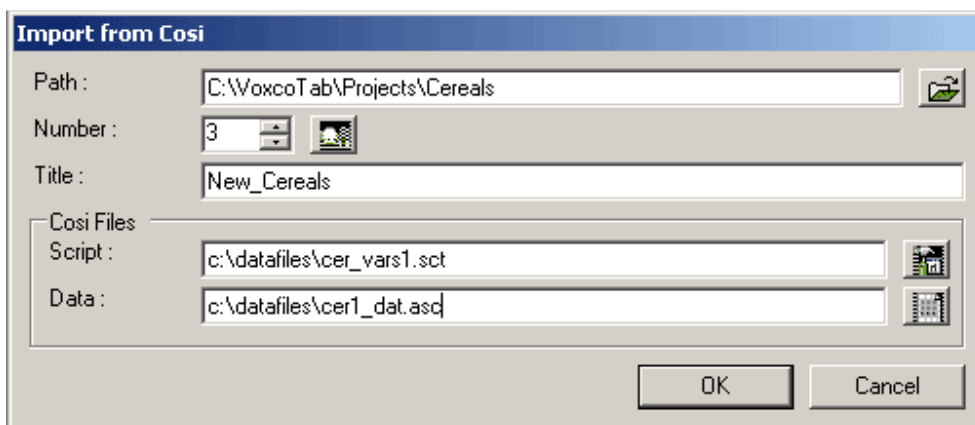 Import from Cosi
Path : C:\VoxcoTab\Projects\Cereals
Number : 3
Title : New_Cereals
Cosi Files
Script : c:\datafiles\cer_vars1.sct
Data : c:\datafiles\cer1_dat.asc
OK Cancel